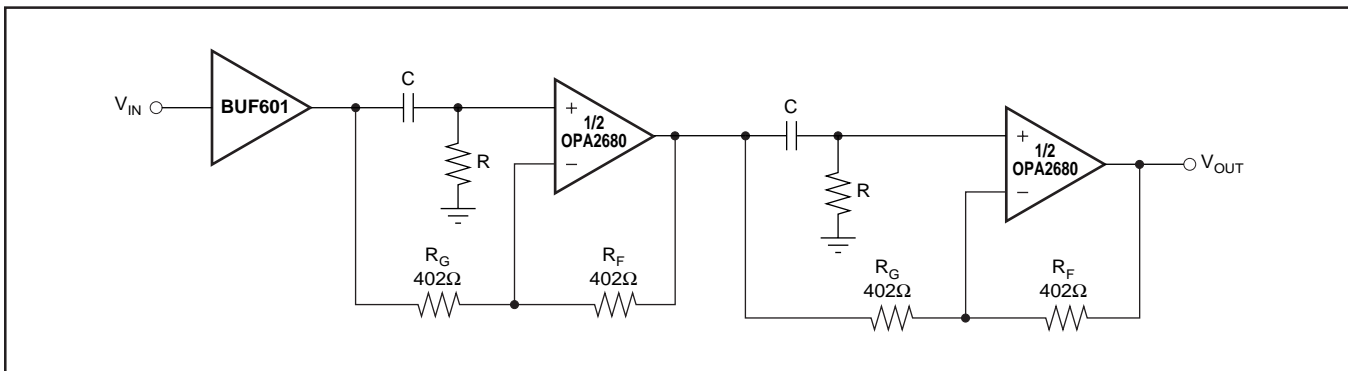 V_IN
BUF601
C
R
+
−
1/2
OPA2680
R_G
402Ω
R_F
402Ω
C
R
+
−
1/2
OPA2680
V_OUT
R_G
402Ω
R_F
402Ω